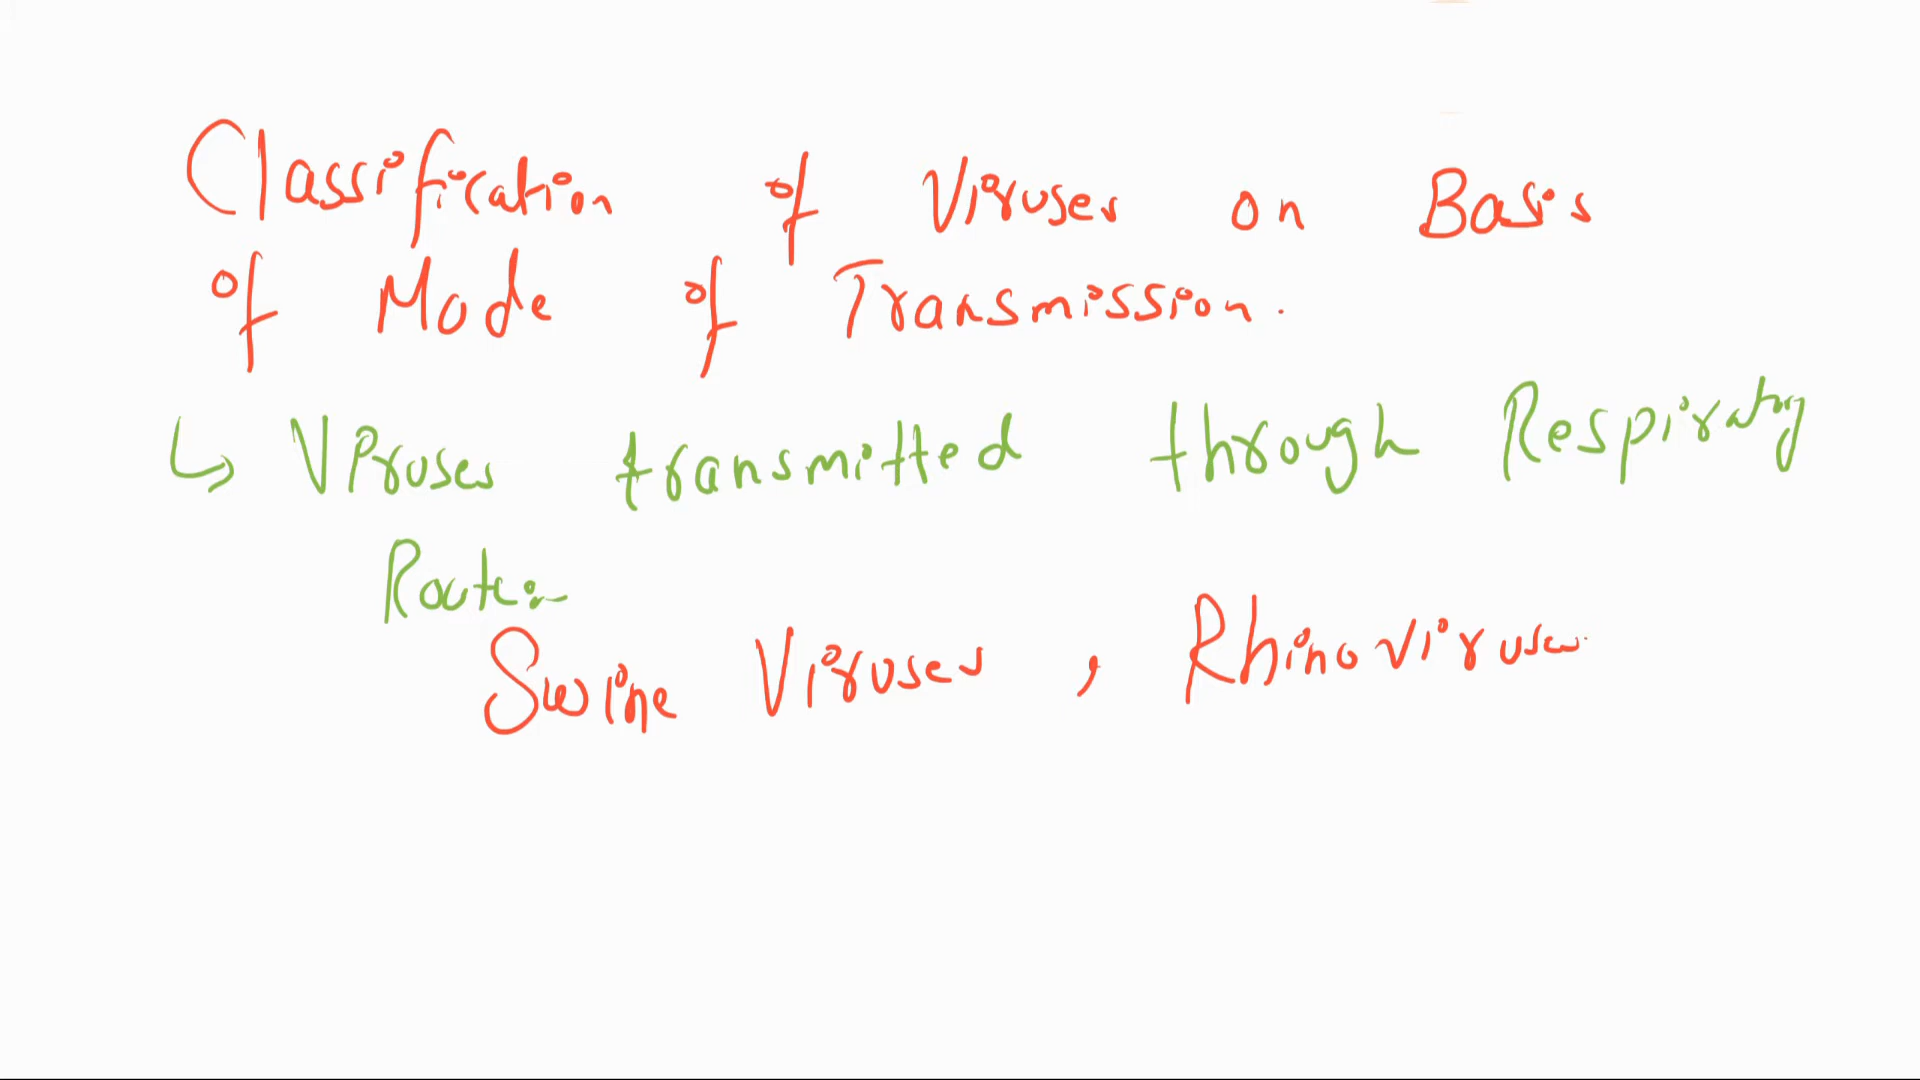 Classification of Viruses on Basis
of Mode of Transmission.
↳ Viruses transmitted through Respiratory
Route:-
Swine Viruses, Rhinoviruses